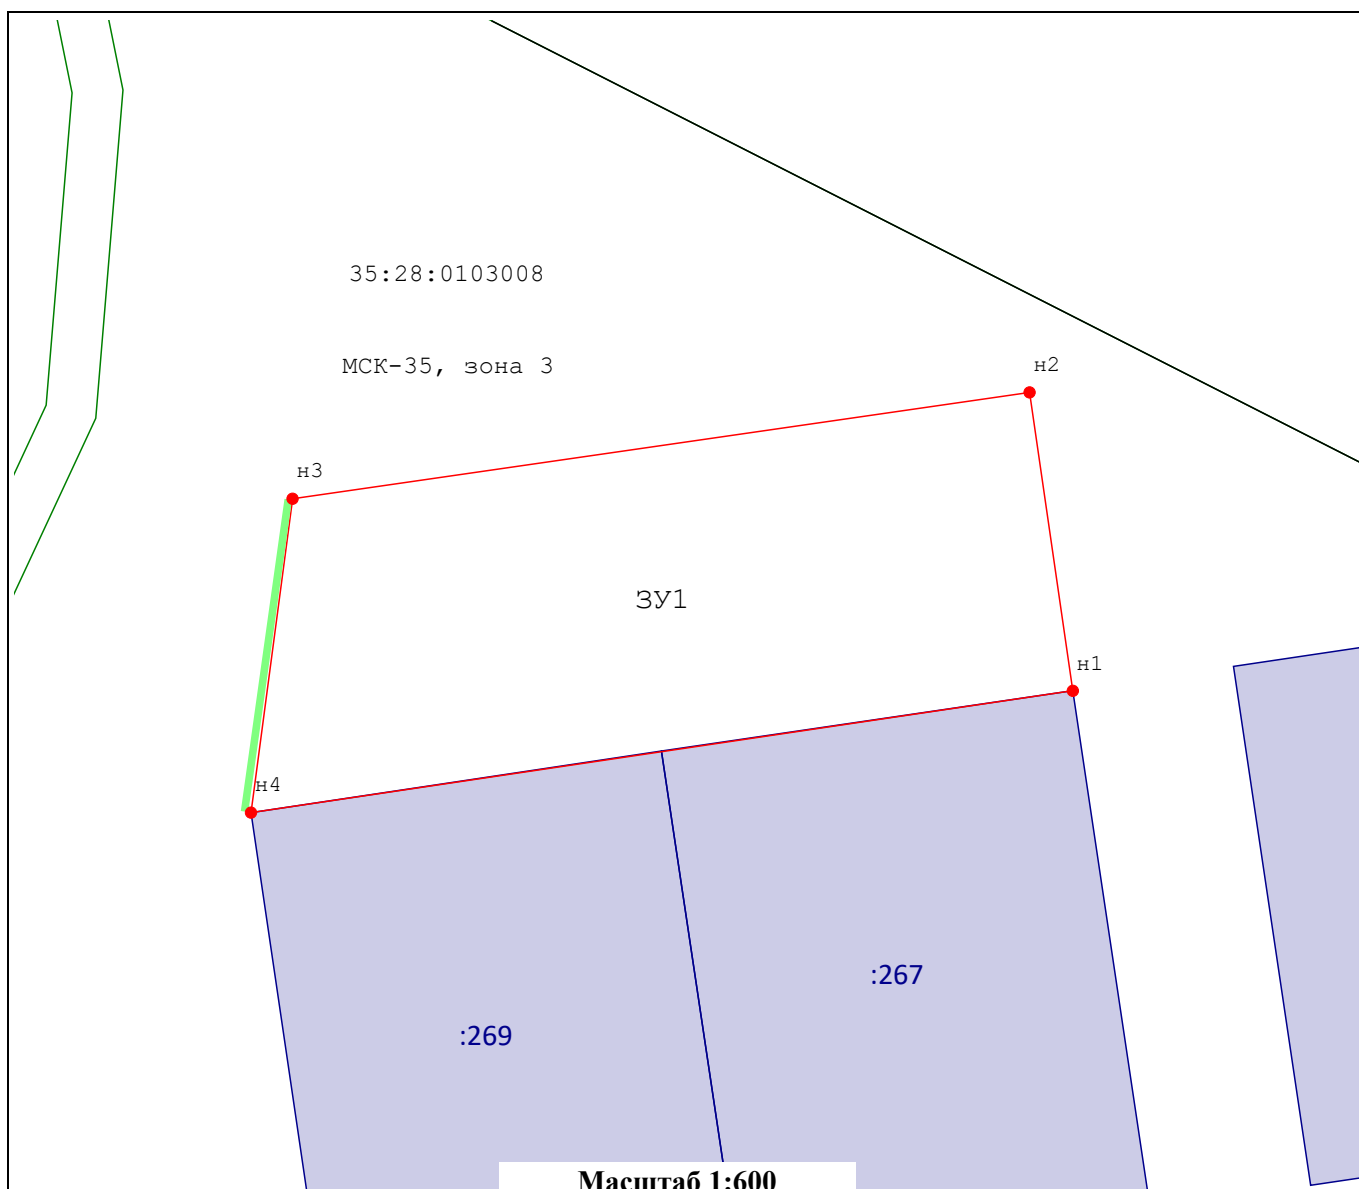 35:28:0103008
МСК-35, зона 3
н2
н3
ЗУ1
н1
н4
:267
:269
Масштаб 1:600